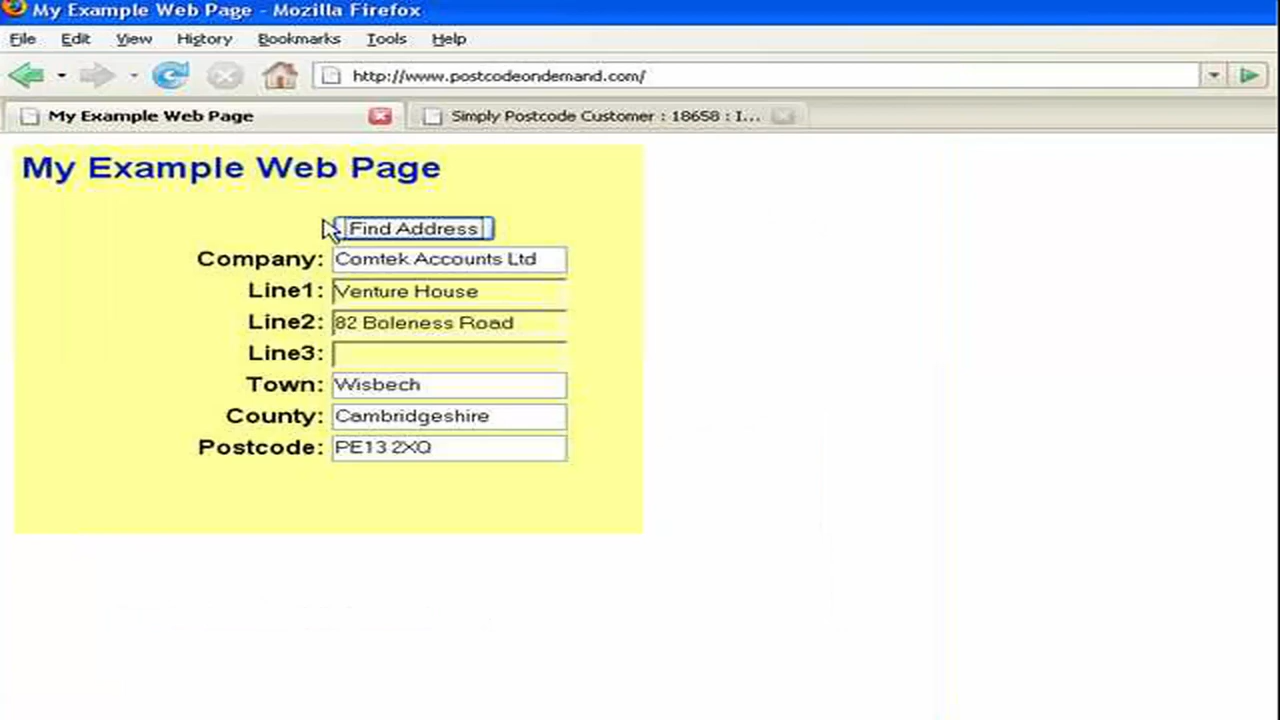 My Example Web Page - Mozilla Firefox
File Edit View History Bookmarks Tools Help
http://www.postcodeondemand.com/
My Example Web Page Simply Postcode Customer : 18658 : I...
My Example Web Page
Find Address
Company: Comtek Accounts Ltd
Line1: Venture House
Line2: 82 Boleness Road
Line3:
Town: Wisbech
County: Cambridgeshire
Postcode: PE13 2XQ